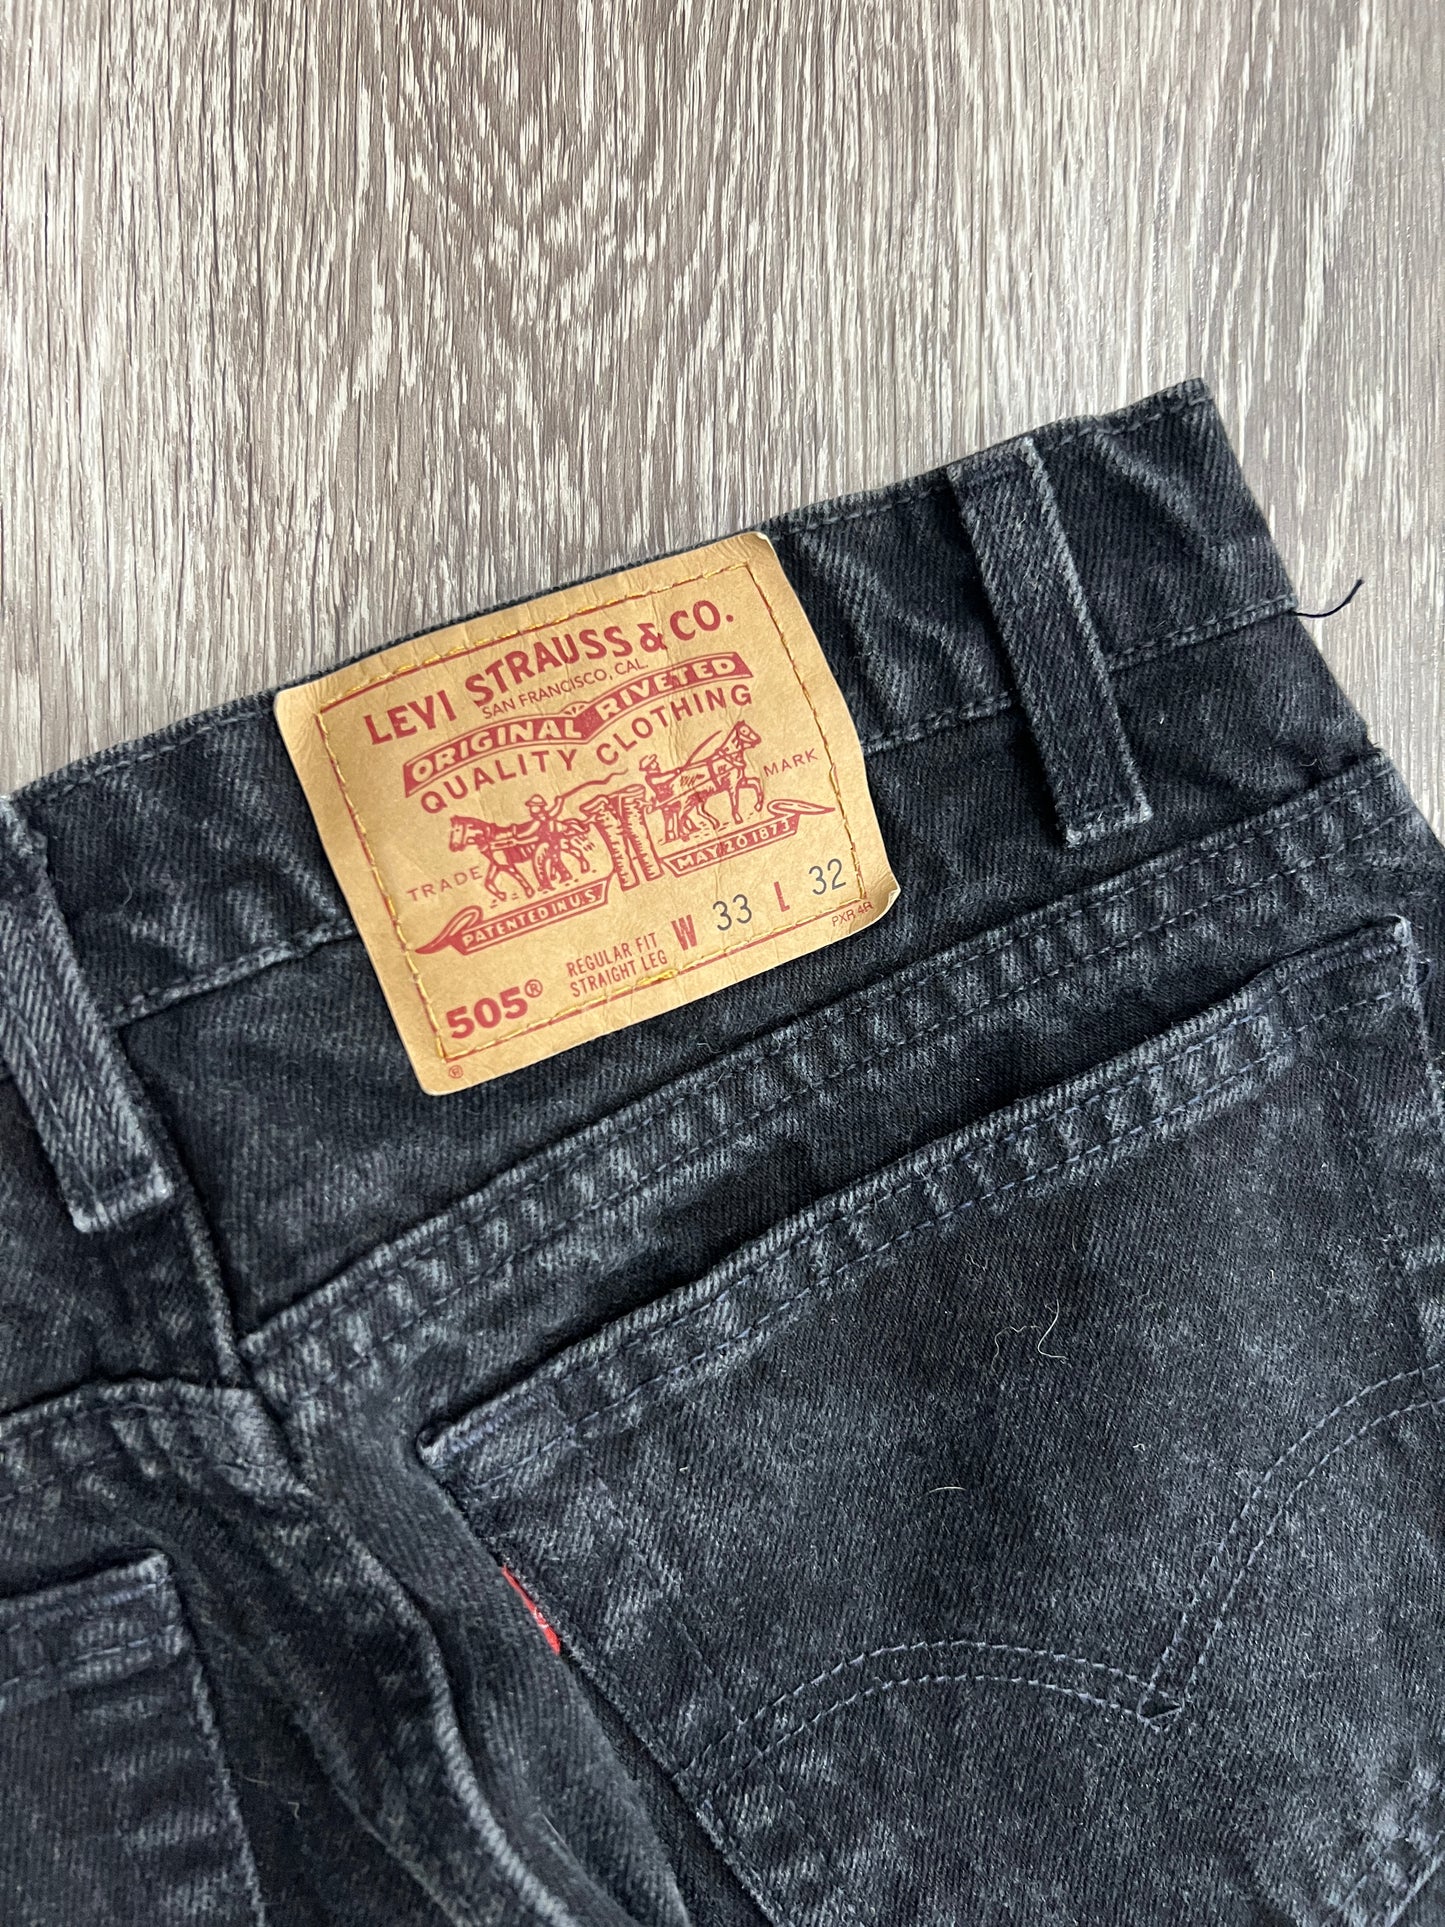 LEVI STRAUSS & CO.
SAN FRANCISCO, CAL.
ORIGINAL RIVETED
QUALITY CLOTHING
TRADE MARK
PATENTED IN U.S. MAY 20 1873
505® REGULAR FIT
STRAIGHT LEG
W 33 L 32
PXR 4R
®